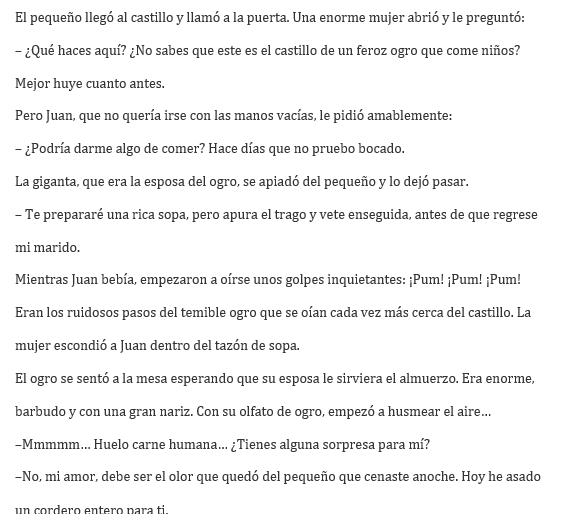 El pequeño llegó al castillo y llamó a la puerta. Una enorme mujer abrió y le preguntó:
– ¿Qué haces aquí? ¿No sabes que este es el castillo de un feroz ogro que come niños?
Mejor huye cuanto antes.
Pero Juan, que no quería irse con las manos vacías, le pidió amablemente:
– ¿Podría darme algo de comer? Hace días que no pruebo bocado.
La giganta, que era la esposa del ogro, se apiadó del pequeño y lo dejó pasar.
– Te prepararé una rica sopa, pero apura el trago y vete enseguida, antes de que regrese
mi marido.
Mientras Juan bebía, empezaron a oírse unos golpes inquietantes: ¡Pum! ¡Pum! ¡Pum!
Eran los ruidosos pasos del temible ogro que se oían cada vez más cerca del castillo. La
mujer escondió a Juan dentro del tazón de sopa.
El ogro se sentó a la mesa esperando que su esposa le sirviera el almuerzo. Era enorme,
barbudo y con una gran nariz. Con su olfato de ogro, empezó a husmear el aire…
–Mmmmm… Huelo carne humana… ¿Tienes alguna sorpresa para mí?
–No, mi amor, debe ser el olor que quedó del pequeño que cenaste anoche. Hoy he asado
un cordero entero para ti.